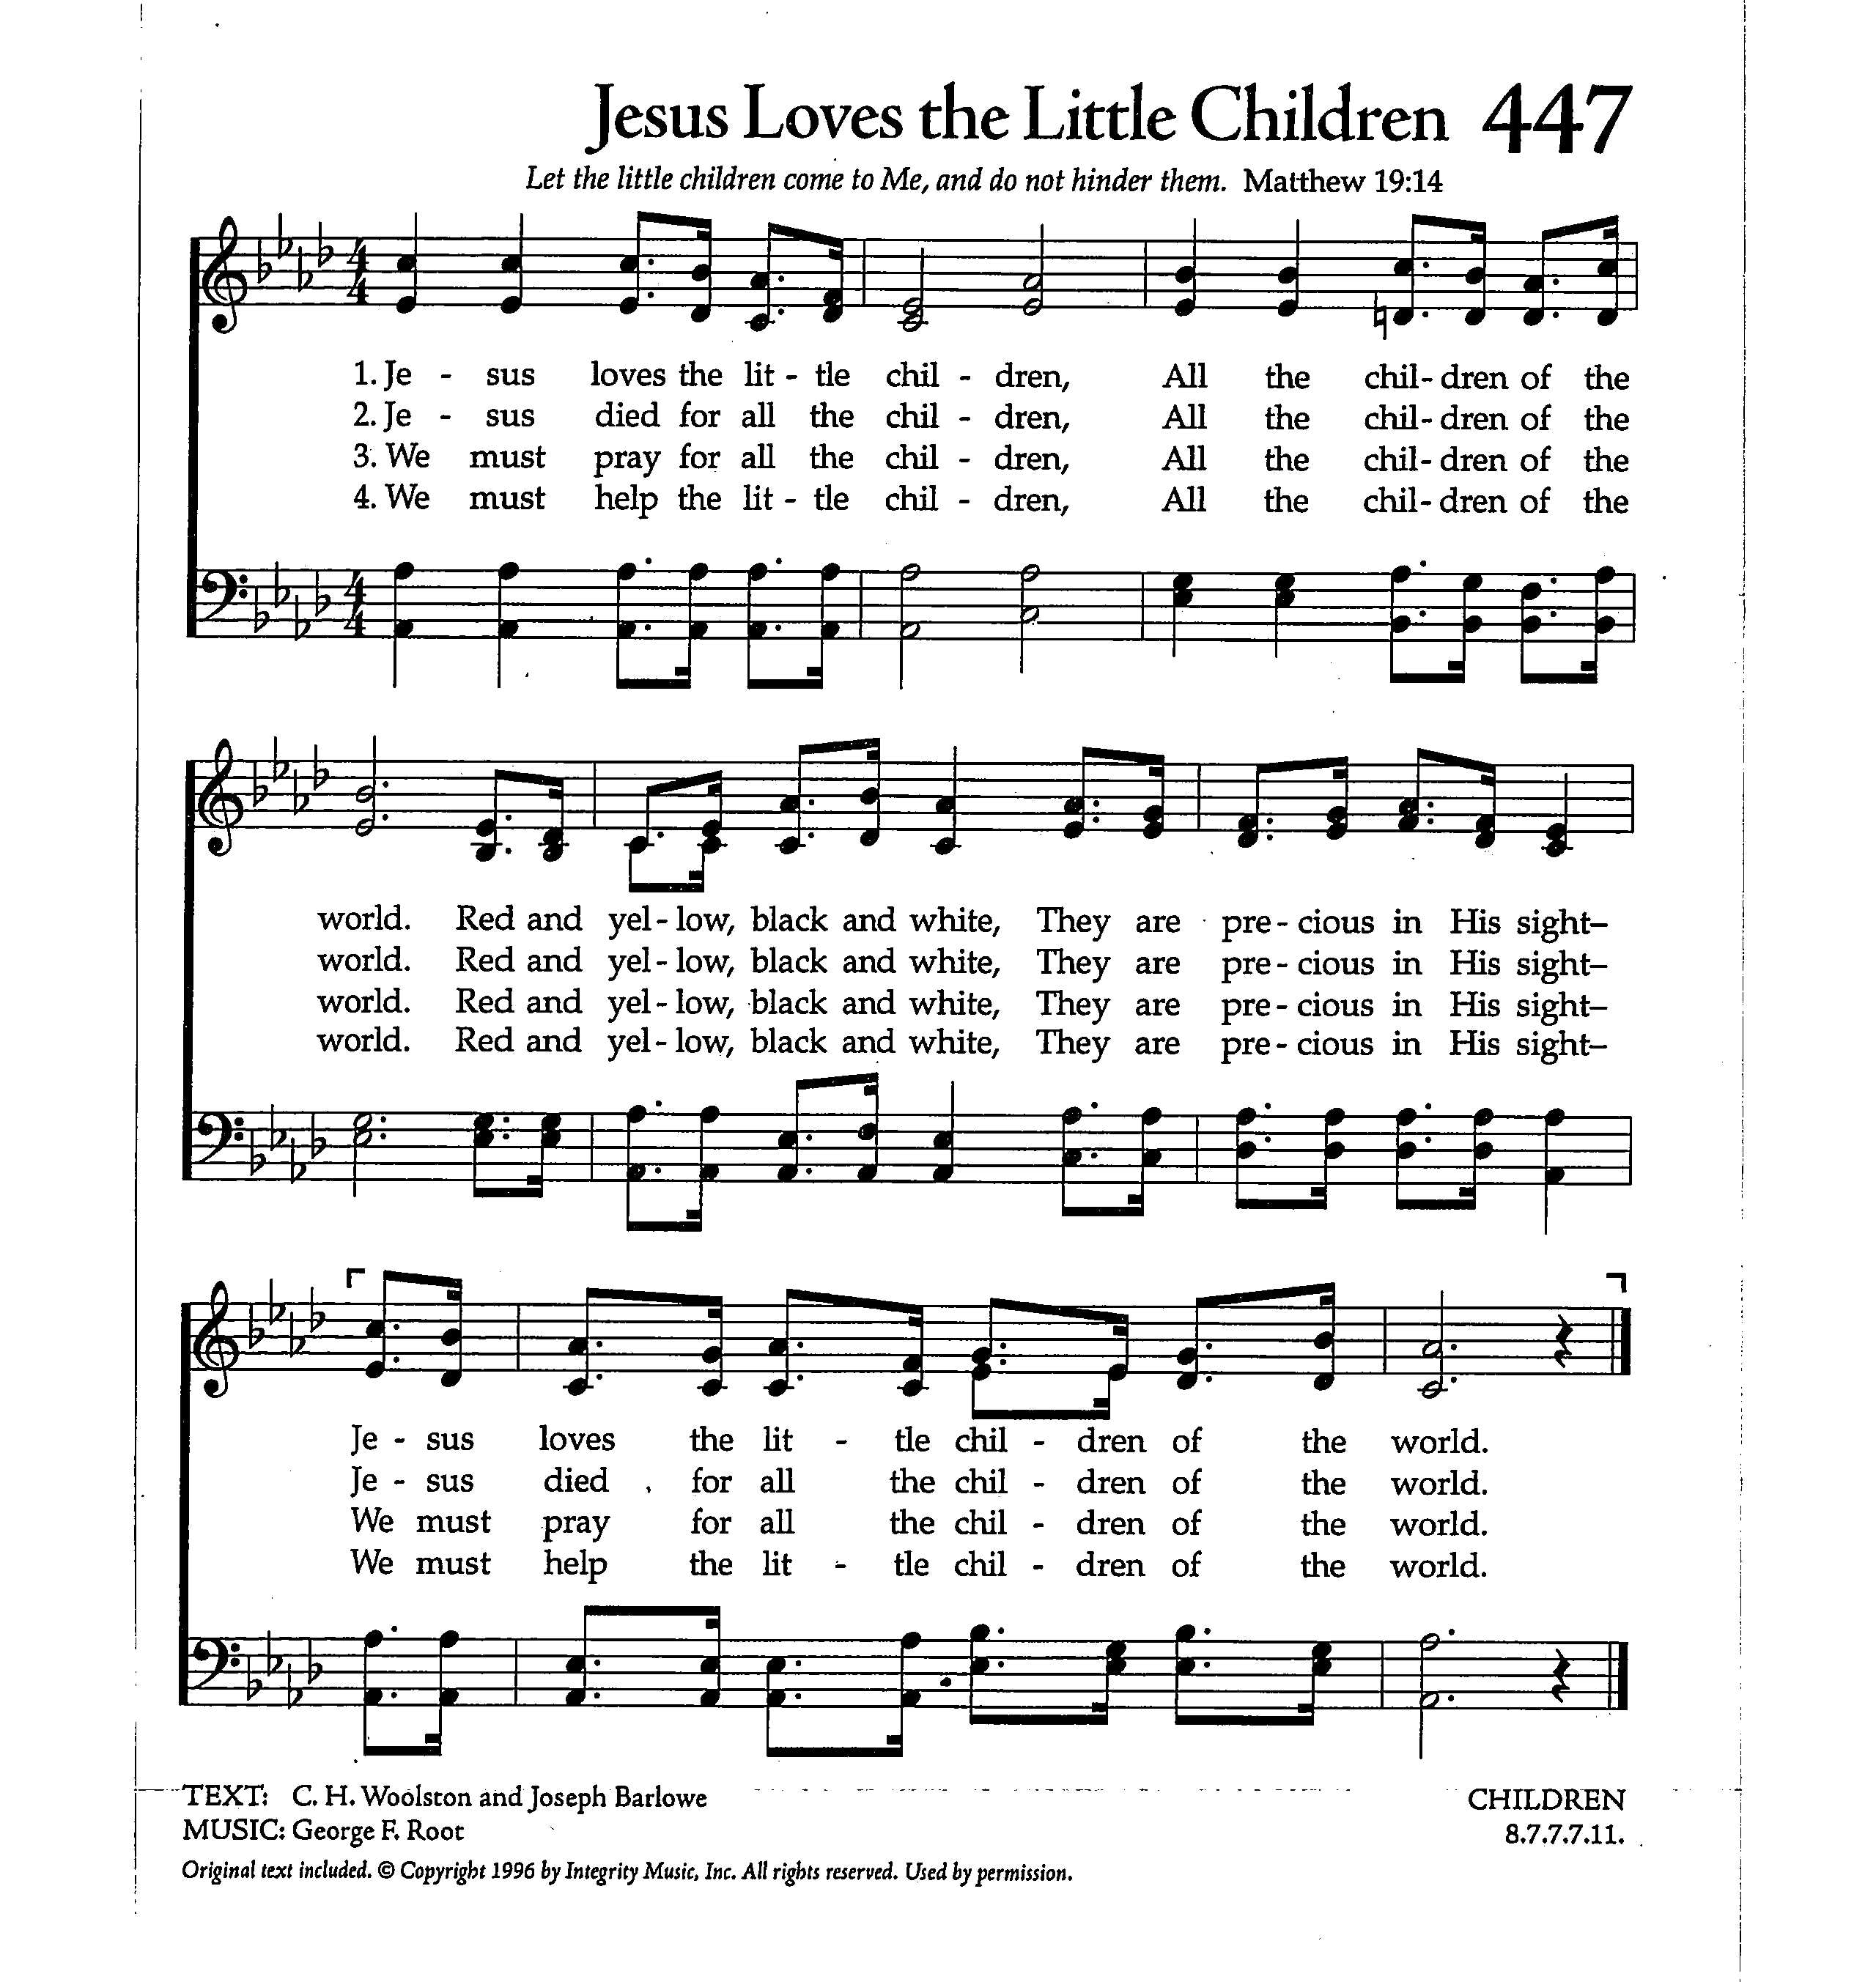 Jesus Loves the Little Children 447
Let the little children come to Me, and do not hinder them. Matthew 19:14
4 4
1. Je - sus loves the lit - tle chil - dren, All the chil - dren of the
2. Je - sus died for all the chil - dren, All the chil - dren of the
3. We must pray for all the chil - dren, All the chil - dren of the
4. We must help the lit - tle chil - dren, All the chil - dren of the
4 4
world. Red and yel - low, black and white, They are pre - cious in His sight–
world. Red and yel - low, black and white, They are pre - cious in His sight–
world. Red and yel - low, black and white, They are pre - cious in His sight–
world. Red and yel - low, black and white, They are pre - cious in His sight–
Je - sus loves the lit - tle chil - dren of the world.
Je - sus died for all the chil - dren of the world.
We must pray for all the chil - dren of the world.
We must help the lit - tle chil - dren of the world.
TEXT: C. H. Woolston and Joseph Barlowe
MUSIC: George F. Root
Original text included. © Copyright 1996 by Integrity Music, Inc. All rights reserved. Used by permission.
CHILDREN
8.7.7.7.11.